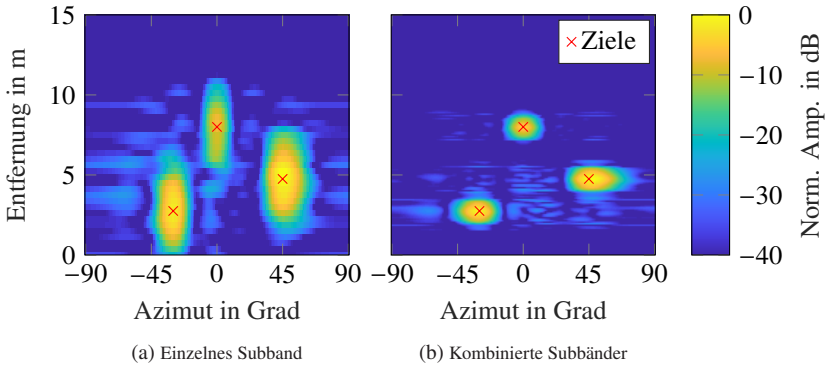 Entfernung in m
15
10
5
0
−90
−45
0
45
90
Azimut in Grad
(a) Einzelnes Subband
Ziele
−90
−45
0
45
90
Azimut in Grad
(b) Kombinierte Subbänder
0
−10
−20
−30
−40
Norm. Amp. in dB